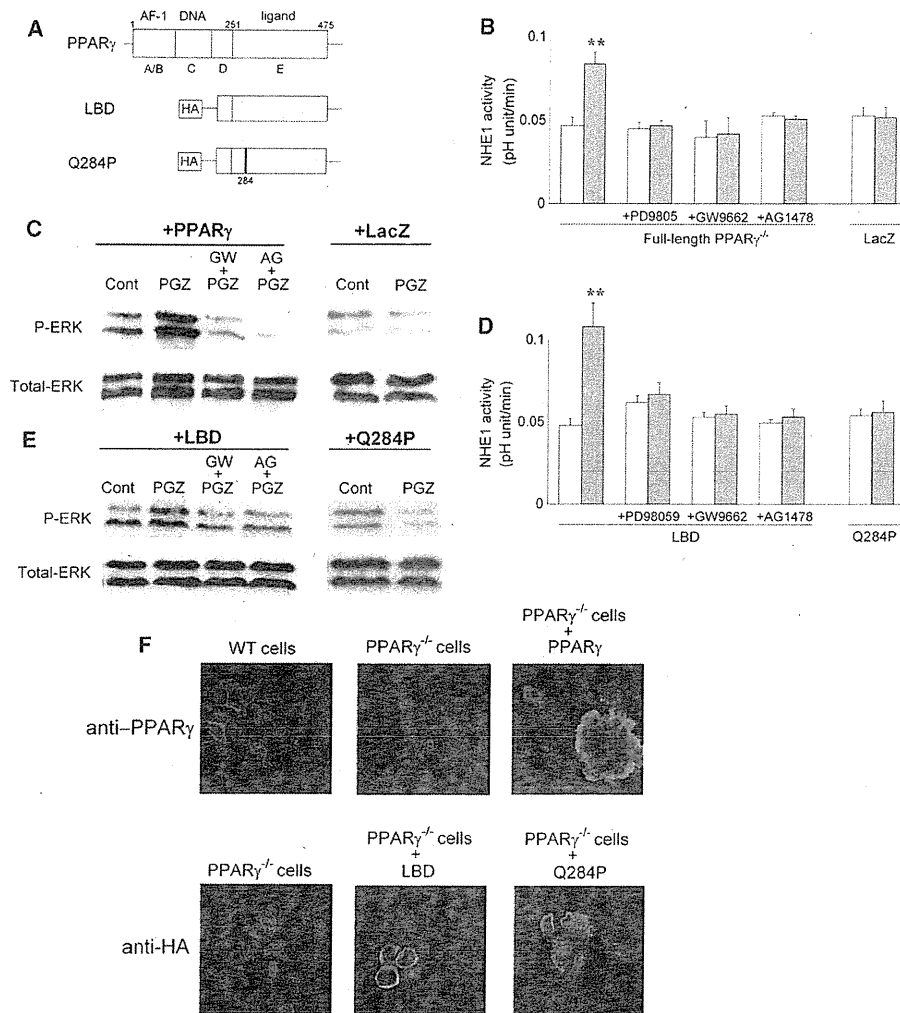 A
AF-1 DNA ligand
1 251 475
PPARγ
A/B C D E
LBD
HA
Q284P
HA
284
B
NHE1 activity
(pH unit/min)
0.1
0.05
0
**
+PD9805 +GW9662 +AG1478
Full-length PPARγ-/- LacZ
C
+PPARγ +LacZ
Cont PGZ GW + PGZ AG + PGZ Cont PGZ
P-ERK
Total-ERK
D
NHE1 activity
(pH unit/min)
0.1
0.05
0
**
+PD98059 +GW9662 +AG1478
LBD Q284P
E
+LBD +Q284P
Cont PGZ GW + PGZ AG + PGZ Cont PGZ
P-ERK
Total-ERK
F
WT cells
PPARγ-/- cells
PPARγ-/- cells
+
PPARγ
anti–PPARγ
PPARγ-/- cells
PPARγ-/- cells
+
LBD
PPARγ-/- cells
+
Q284P
anti-HA